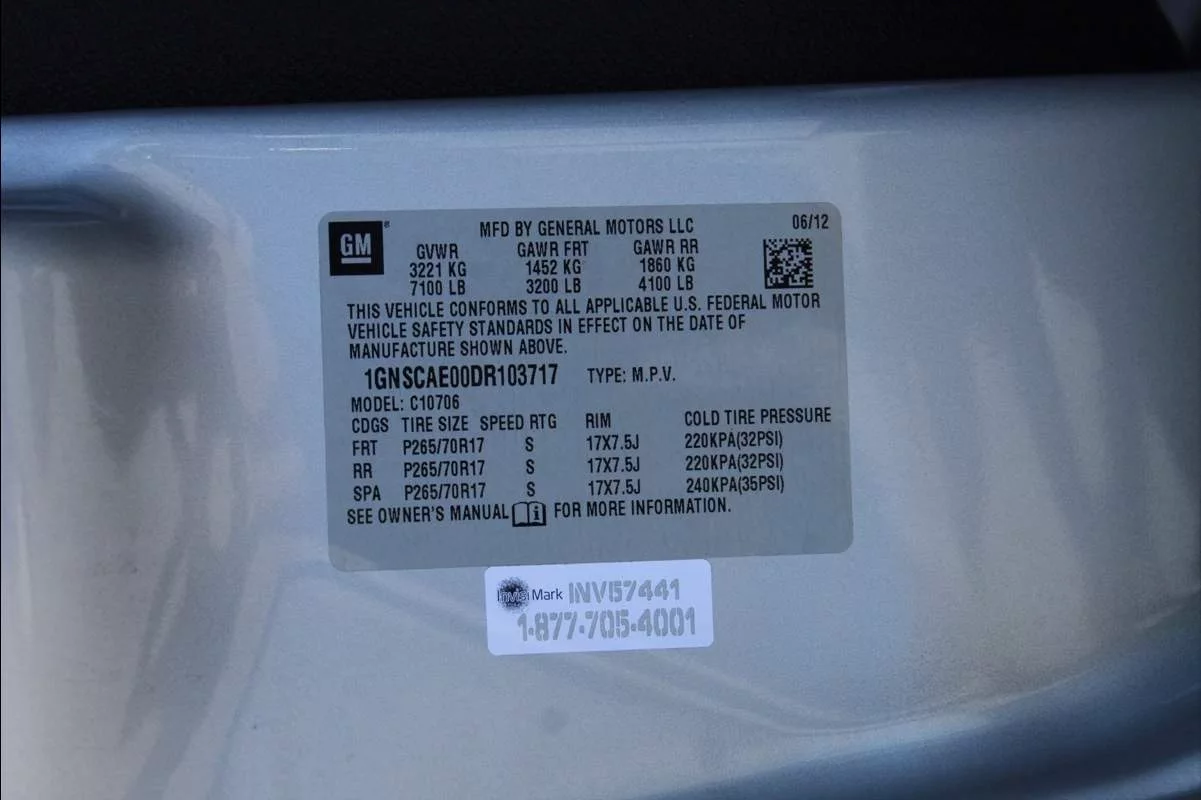 GM ® MFD BY GENERAL MOTORS LLC 06/12
GVWR GAWR FRT GAWR RR
3221 KG 1452 KG 1860 KG
7100 LB 3200 LB 4100 LB
THIS VEHICLE CONFORMS TO ALL APPLICABLE U.S. FEDERAL MOTOR
VEHICLE SAFETY STANDARDS IN EFFECT ON THE DATE OF
MANUFACTURE SHOWN ABOVE.
1GNSCAE00DR103717 TYPE: M.P.V.
MODEL: C10706
CDGS TIRE SIZE SPEED RTG RIM COLD TIRE PRESSURE
FRT P265/70R17 S 17X7.5J 220KPA(32PSI)
RR P265/70R17 S 17X7.5J 220KPA(32PSI)
SPA P265/70R17 S 17X7.5J 240KPA(35PSI)
SEE OWNER'S MANUAL i FOR MORE INFORMATION.
InvisiMark INVI57441
1-877-705-4001